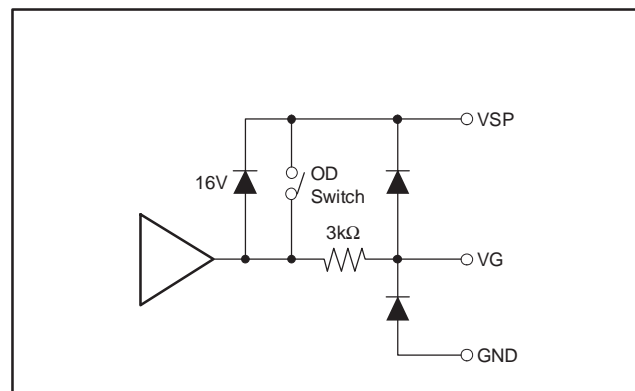 VSP
16V
OD
Switch
3kΩ
VG
GND